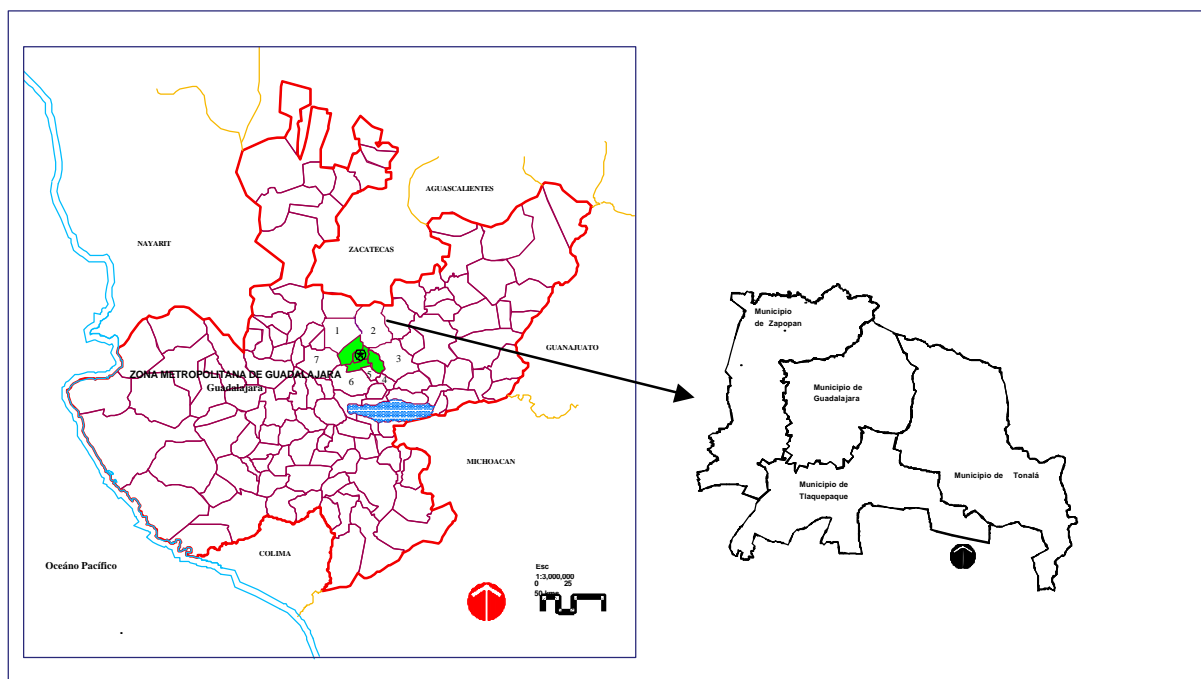 AGUASCALIENTES
NAYARIT
ZACATECAS
GUANAJUATO
1
2
7
3
ZONA METROPOLITANA DE GUADALAJARA
Guadalajara
6
5
4
MICHOACAN
COLIMA
Oceáno Pacífico
Esc
1:3,000,000
0 25
50 kms
Municipio
de Zapopan
Municipio de
Guadalajara
Municipio de
Tlaquepaque
Municipio de Tonalá